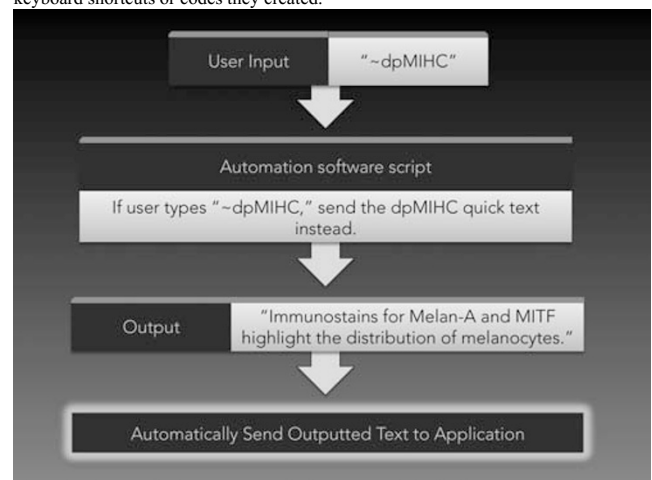 keyboard shortcuts or codes they created.
User Input
"~dpMIHC"
Automation software script
If user types "~dpMIHC," send the dpMIHC quick text
instead.
Output
"Immunostains for Melan-A and MITF
highlight the distribution of melanocytes."
Automatically Send Outputted Text to Application